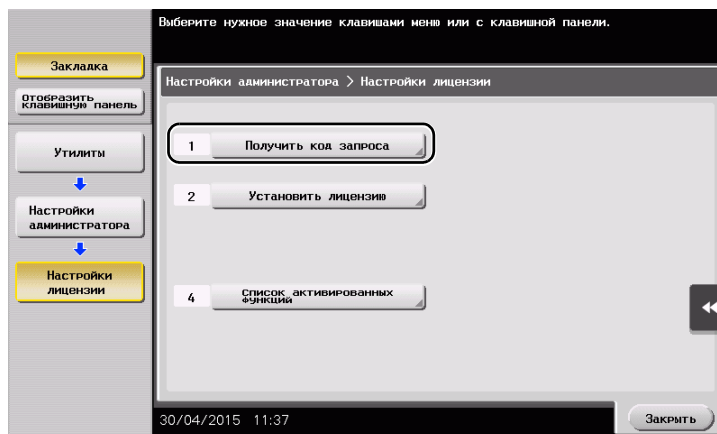 Выберите нужное значение клавишами меню или с клавишной панели.
Закладка
Отобразить
клавишную панель
Утилиты
Настройки
администратора
Настройки
лицензии
Настройки администратора > Настройки лицензии
1 Получить код запроса
2 Установить лицензию
4 Список активированных
функций
30/04/2015 11:37
Закрыть